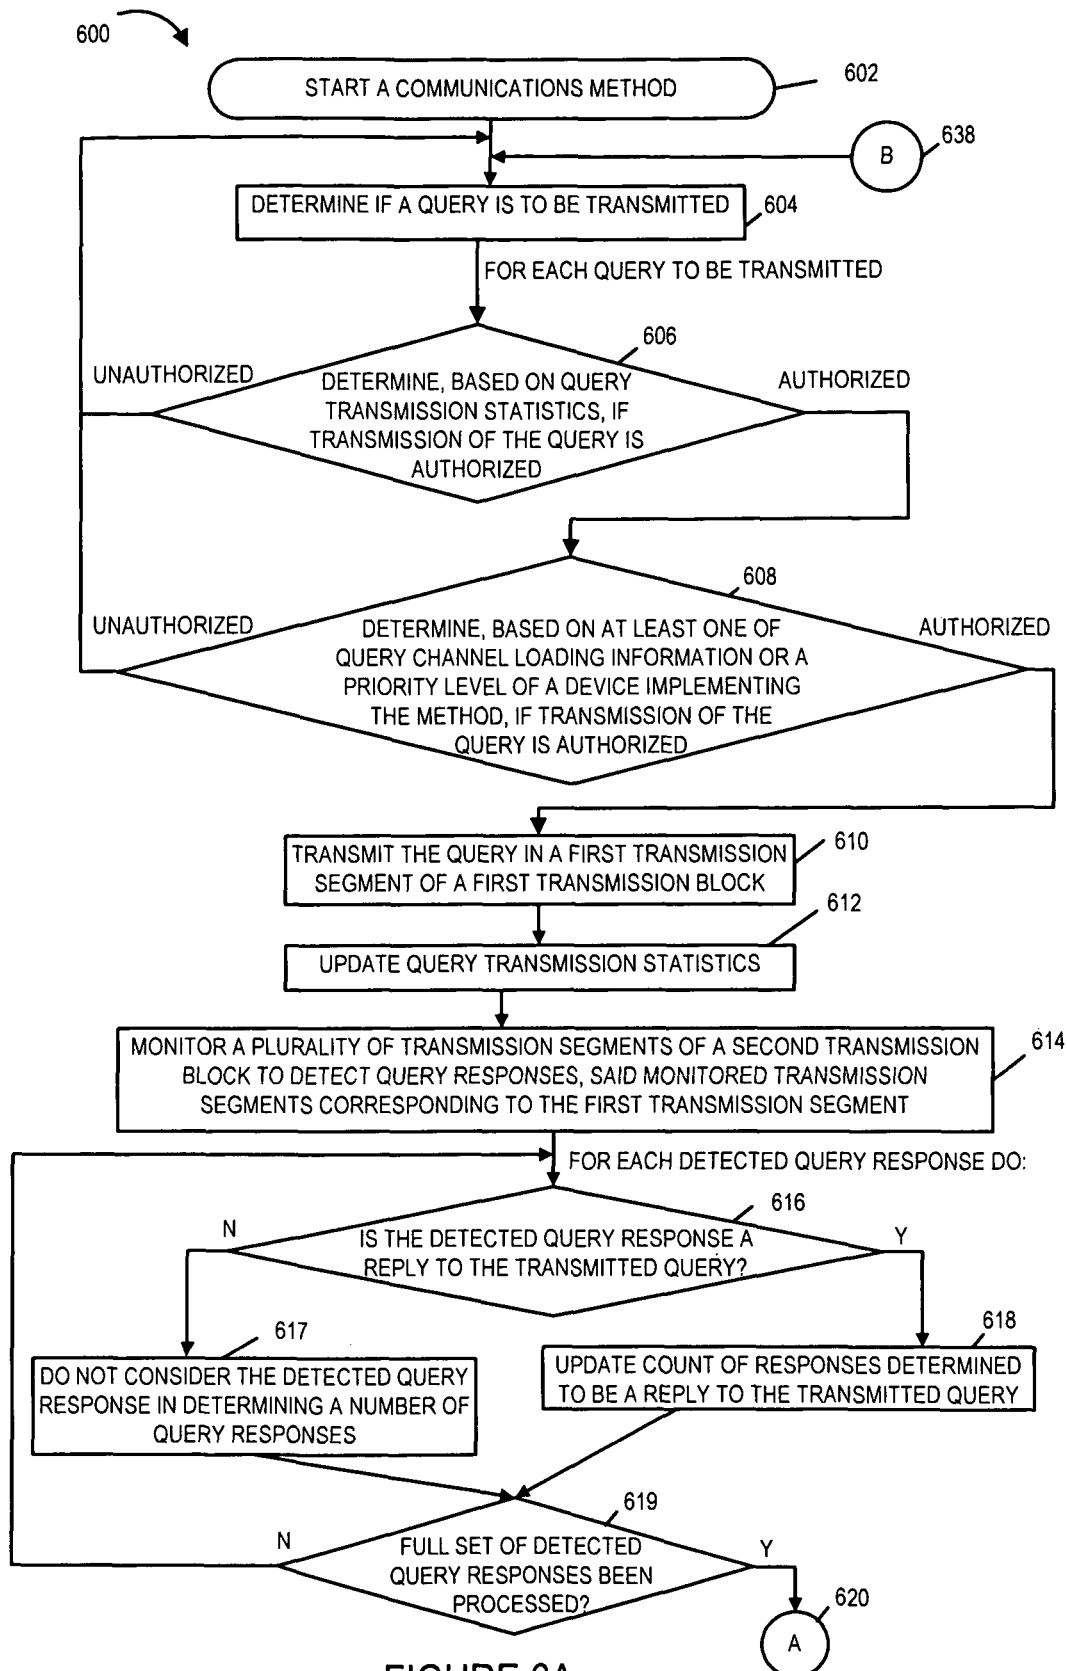 600
START A COMMUNICATIONS METHOD
602
B
638
DETERMINE IF A QUERY IS TO BE TRANSMITTED
604
FOR EACH QUERY TO BE TRANSMITTED
606
UNAUTHORIZED
AUTHORIZED
DETERMINE, BASED ON QUERY
TRANSMISSION STATISTICS, IF
TRANSMISSION OF THE QUERY IS
AUTHORIZED
608
UNAUTHORIZED
AUTHORIZED
DETERMINE, BASED ON AT LEAST ONE OF
QUERY CHANNEL LOADING INFORMATION OR A
PRIORITY LEVEL OF A DEVICE IMPLEMENTING
THE METHOD, IF TRANSMISSION OF THE
QUERY IS AUTHORIZED
TRANSMIT THE QUERY IN A FIRST TRANSMISSION
SEGMENT OF A FIRST TRANSMISSION BLOCK
610
612
UPDATE QUERY TRANSMISSION STATISTICS
MONITOR A PLURALITY OF TRANSMISSION SEGMENTS OF A SECOND TRANSMISSION
BLOCK TO DETECT QUERY RESPONSES, SAID MONITORED TRANSMISSION
SEGMENTS CORRESPONDING TO THE FIRST TRANSMISSION SEGMENT
614
FOR EACH DETECTED QUERY RESPONSE DO:
616
N
Y
IS THE DETECTED QUERY RESPONSE A
REPLY TO THE TRANSMITTED QUERY?
617
DO NOT CONSIDER THE DETECTED QUERY
RESPONSE IN DETERMINING A NUMBER OF
QUERY RESPONSES
618
UPDATE COUNT OF RESPONSES DETERMINED
TO BE A REPLY TO THE TRANSMITTED QUERY
619
N
Y
FULL SET OF DETECTED
QUERY RESPONSES BEEN
PROCESSED?
620
A
FIGURE 6A